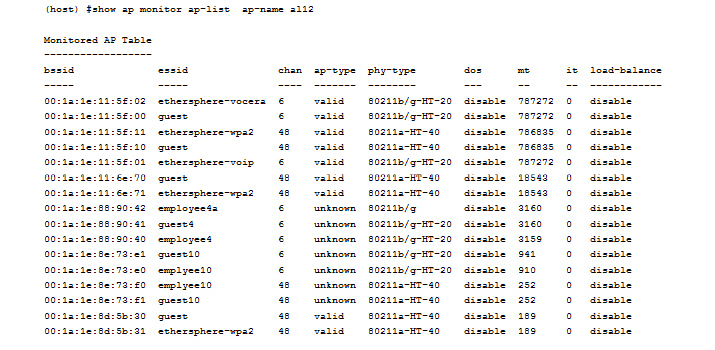 (host) #show ap monitor ap-list ap-name al12
Monitored AP Table
------------------
bssid essid chan ap-type phy-type dos mt it load-balance
----- ----- ---- ------- -------- --- -- -- ------------
00:1a:1e:11:5f:02 ethersphere-vocera 6 valid 80211b/g-HT-20 disable 787272 0 disable
00:1a:1e:11:5f:00 guest 6 valid 80211b/g-HT-20 disable 787272 0 disable
00:1a:1e:11:5f:11 ethersphere-wpa2 48 valid 80211a-HT-40 disable 786835 0 disable
00:1a:1e:11:5f:10 guest 48 valid 80211a-HT-40 disable 786835 0 disable
00:1a:1e:11:5f:01 ethersphere-voip 6 valid 80211b/g-HT-20 disable 787272 0 disable
00:1a:1e:11:6e:70 guest 48 valid 80211a-HT-40 disable 18543 0 disable
00:1a:1e:11:6e:71 ethersphere-wpa2 48 valid 80211a-HT-40 disable 18543 0 disable
00:1a:1e:88:90:42 employee4a 6 unknown 80211b/g disable 3160 0 disable
00:1a:1e:88:90:41 guest4 6 unknown 80211b/g-HT-20 disable 3160 0 disable
00:1a:1e:88:90:40 employee4 6 unknown 80211b/g-HT-20 disable 3159 0 disable
00:1a:1e:8e:73:e1 guest10 6 unknown 80211b/g-HT-20 disable 941 0 disable
00:1a:1e:8e:73:e0 emplyee10 6 unknown 80211b/g-HT-20 disable 910 0 disable
00:1a:1e:8e:73:f0 emplyee10 48 unknown 80211a-HT-40 disable 252 0 disable
00:1a:1e:8e:73:f1 guest10 48 unknown 80211a-HT-40 disable 252 0 disable
00:1a:1e:8d:5b:30 guest 48 valid 80211a-HT-40 disable 189 0 disable
00:1a:1e:8d:5b:31 ethersphere-wpa2 48 valid 80211a-HT-40 disable 189 0 disable